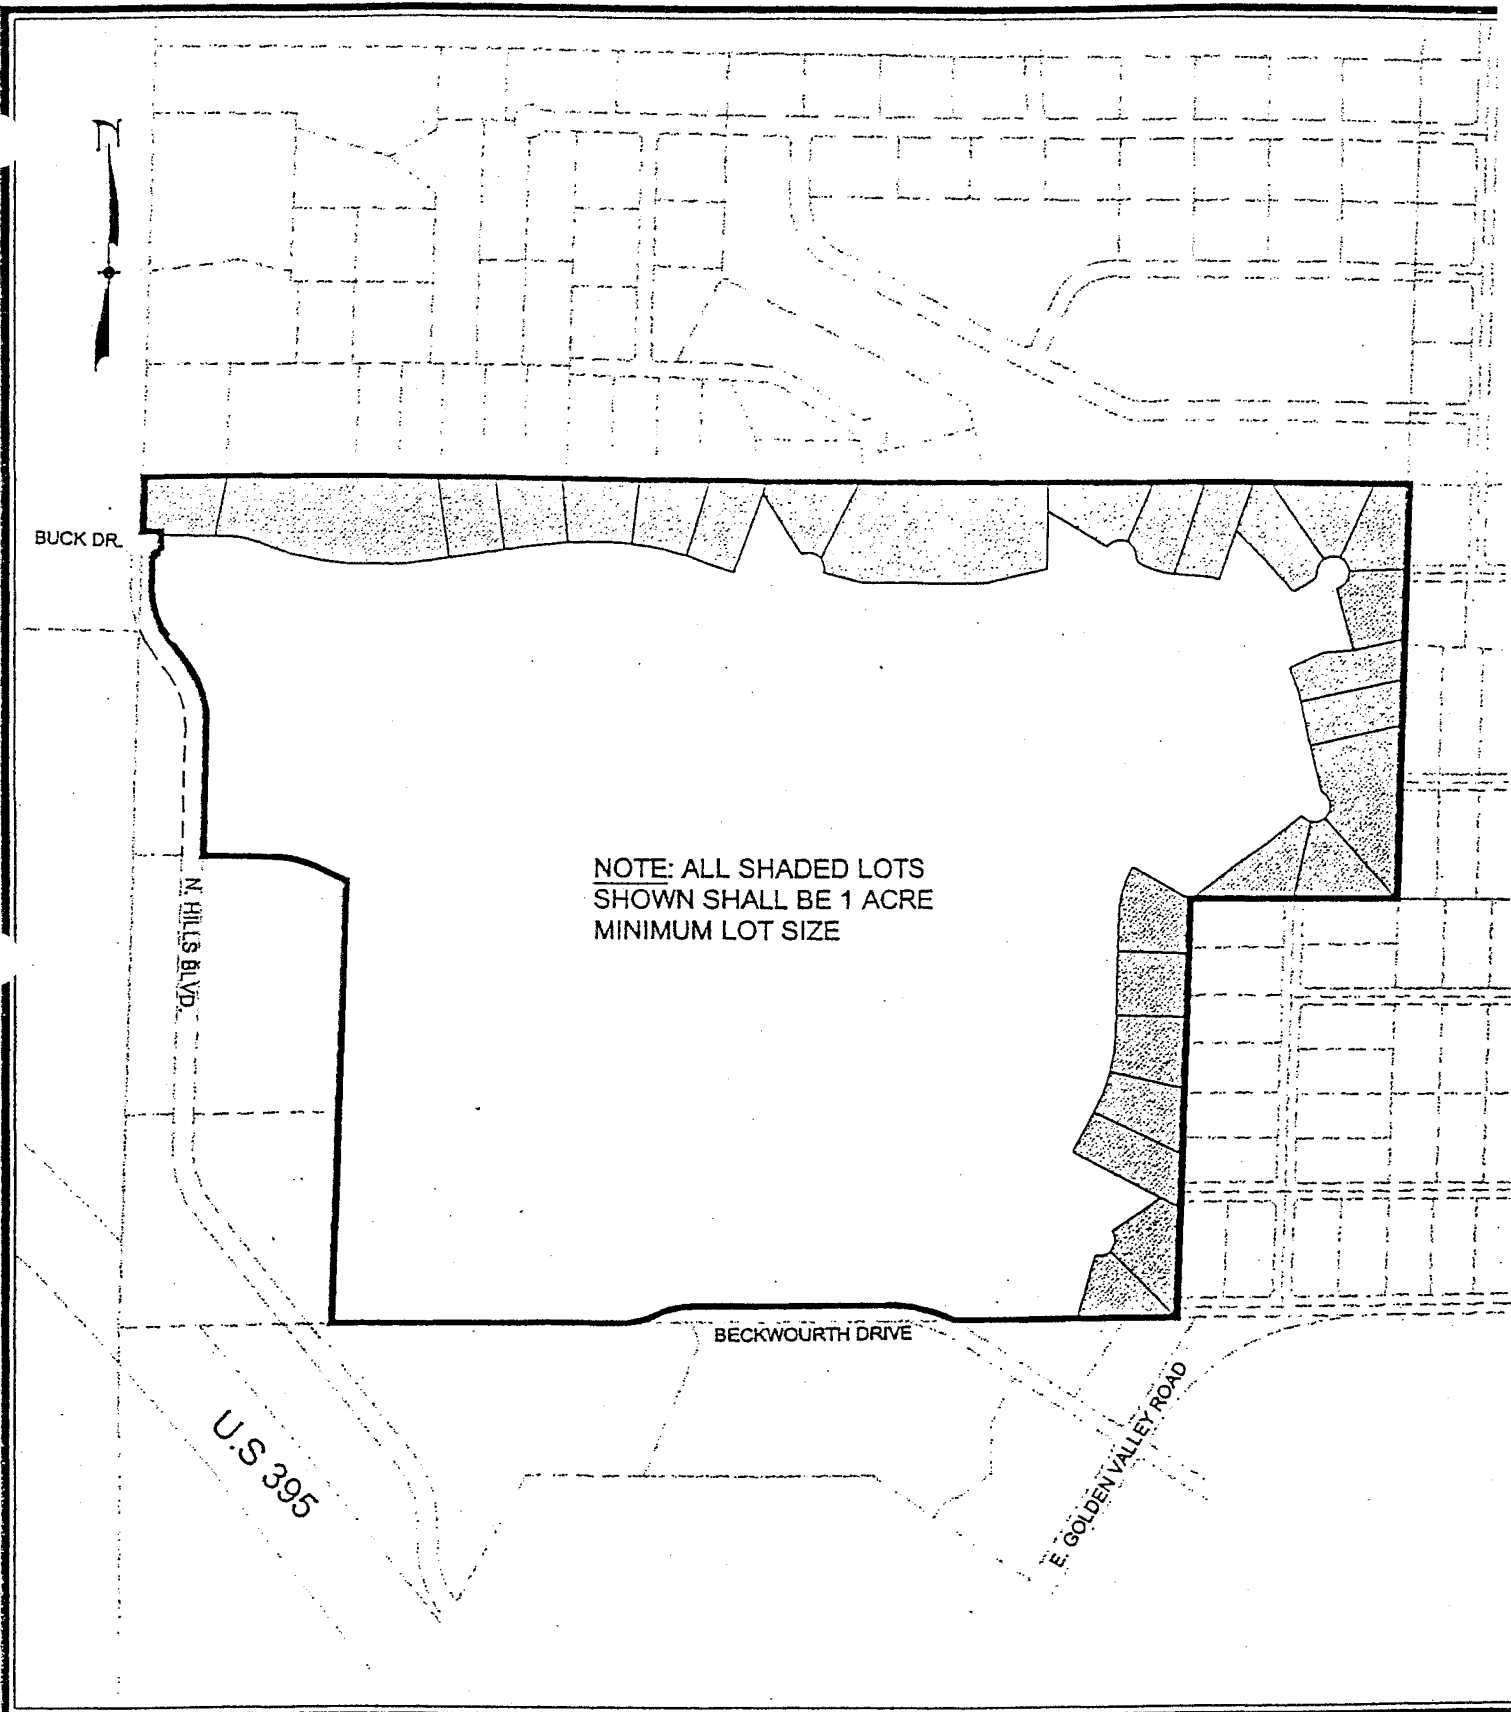 BUCK DR.
NOTE: ALL SHADED LOTS
SHOWN SHALL BE 1 ACRE
MINIMUM LOT SIZE
N. HILLS BLVD.
BECKWOURTH DRIVE
E. GOLDEN VALLEY ROAD
U.S 395